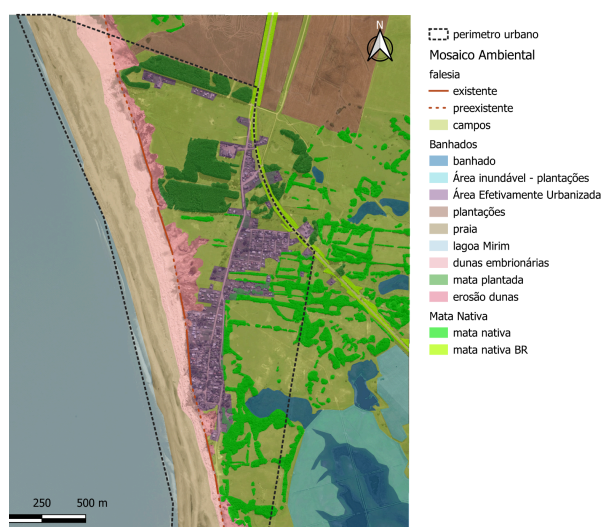 N
perimetro urbano
Mosaico Ambiental
falesia
existente
preexistente
campos
Banhados
banhado
Área inundável - plantações
Área Efetivamente Urbanizada
plantações
praia
lagoa Mirim
dunas embrionárias
mata plantada
erosão dunas
Mata Nativa
mata nativa
mata nativa BR
250 500 m